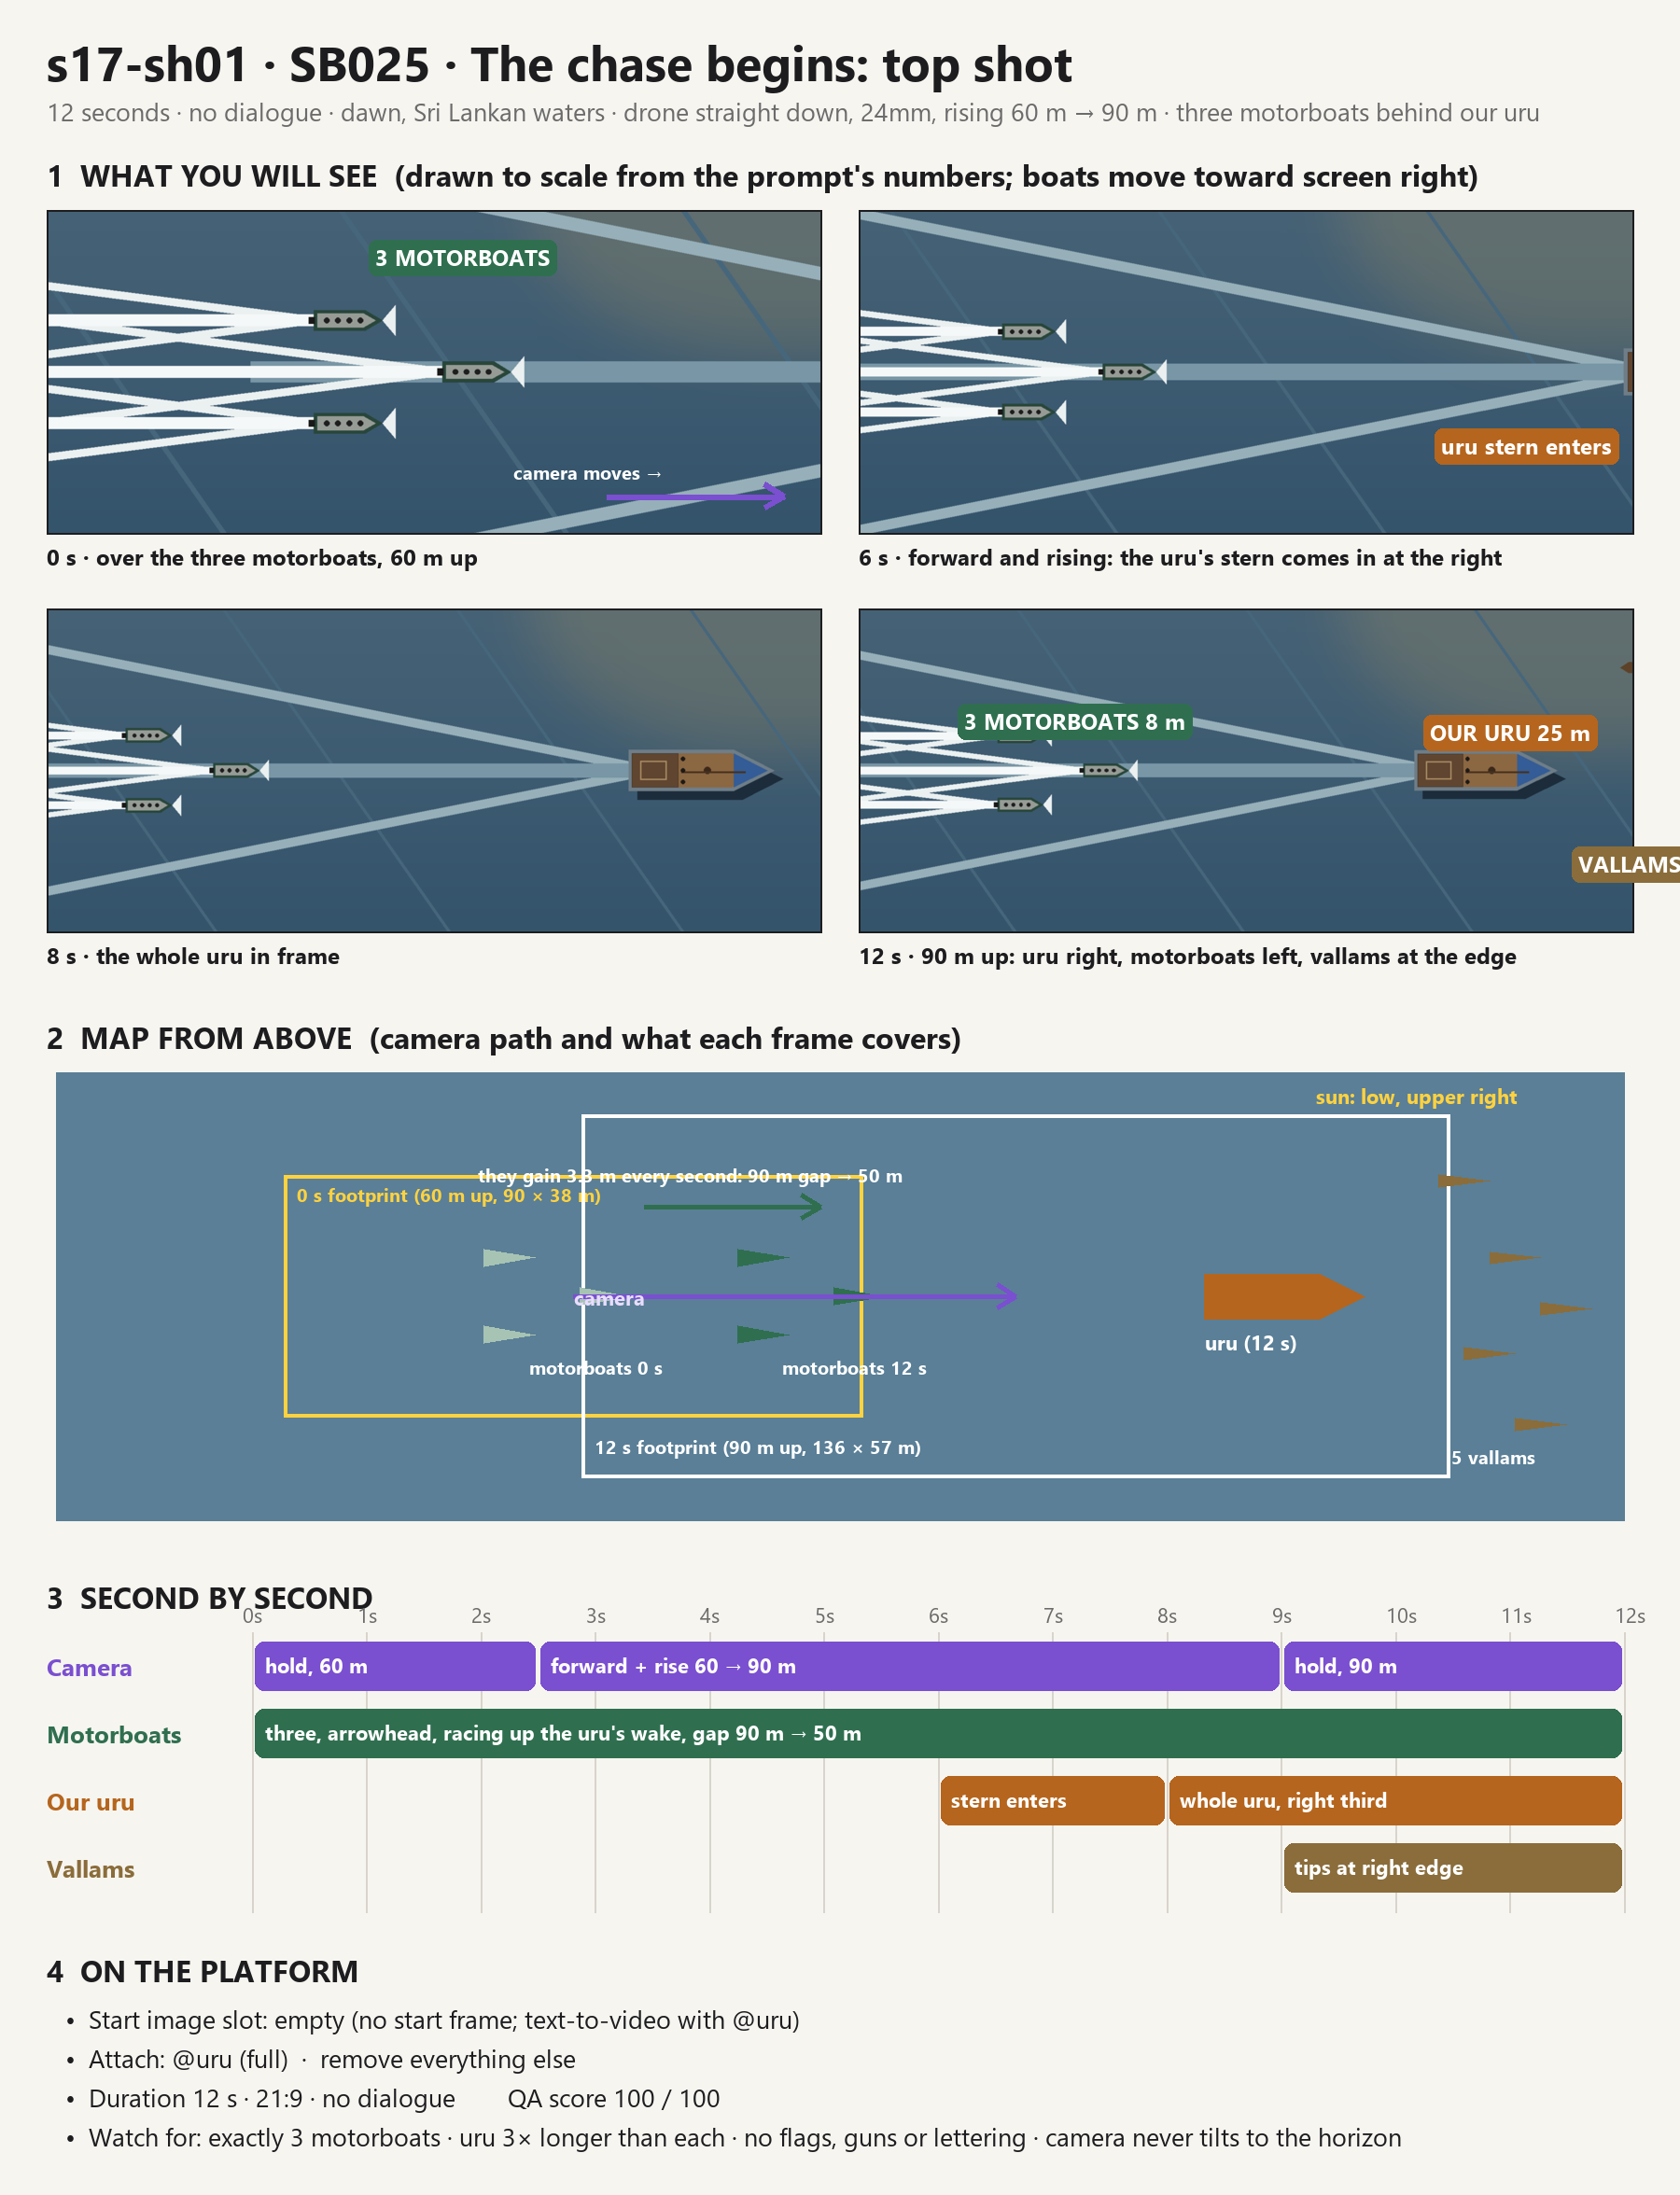 s17-sh01 · SB025 · The chase begins: top shot
12 seconds · no dialogue · dawn, Sri Lankan waters · drone straight down, 24mm, rising 60 m → 90 m · three motorboats behind our uru
1 WHAT YOU WILL SEE (drawn to scale from the prompt's numbers; boats move toward screen right)
3 MOTORBOATS
camera moves →
0 s · over the three motorboats, 60 m up
uru stern enters
6 s · forward and rising: the uru's stern comes in at the right
8 s · the whole uru in frame
3 MOTORBOATS 8 m
OUR URU 25 m
VALLAMS
12 s · 90 m up: uru right, motorboats left, vallams at the edge
2 MAP FROM ABOVE (camera path and what each frame covers)
sun: low, upper right
they gain 3.3 m every second: 90 m gap → 50 m
0 s footprint (60 m up, 90 × 38 m)
camera
uru (12 s)
motorboats 0 s
motorboats 12 s
12 s footprint (90 m up, 136 × 57 m)
5 vallams
3 SECOND BY SECOND
0s 1s 2s 3s 4s 5s 6s 7s 8s 9s 10s 11s 12s
Camera hold, 60 m forward + rise 60 → 90 m hold, 90 m
Motorboats three, arrowhead, racing up the uru's wake, gap 90 m → 50 m
Our uru stern enters whole uru, right third
Vallams tips at right edge
4 ON THE PLATFORM
• Start image slot: empty (no start frame; text-to-video with @uru)
• Attach: @uru (full) · remove everything else
• Duration 12 s · 21:9 · no dialogue QA score 100 / 100
• Watch for: exactly 3 motorboats · uru 3× longer than each · no flags, guns or lettering · camera never tilts to the horizon